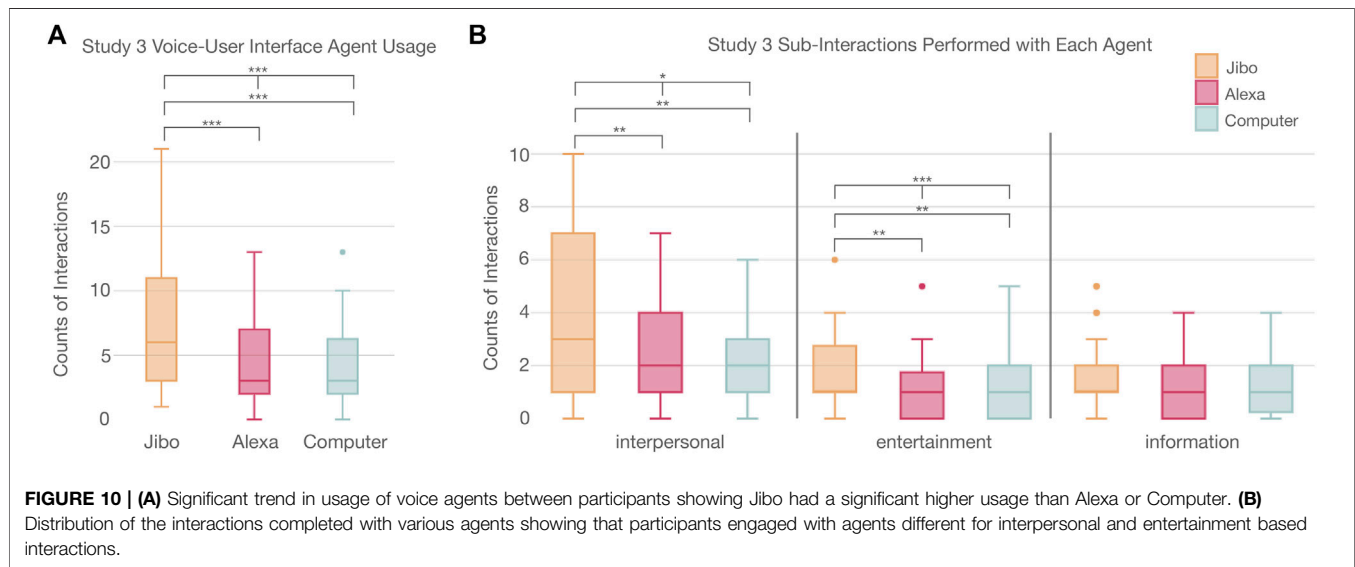 A
Study 3 Voice-User Interface Agent Usage
***
***
***
Counts of Interactions
20
15
10
5
0
Jibo Alexa Computer
B
Study 3 Sub-Interactions Performed with Each Agent
Jibo
Alexa
Computer
*
**
**
***
**
**
Counts of Interactions
10
8
6
4
2
0
interpersonal entertainment information
FIGURE 10 | (A) Significant trend in usage of voice agents between participants showing Jibo had a significant higher usage than Alexa or Computer. (B)
Distribution of the interactions completed with various agents showing that participants engaged with agents different for interpersonal and entertainment based
interactions.